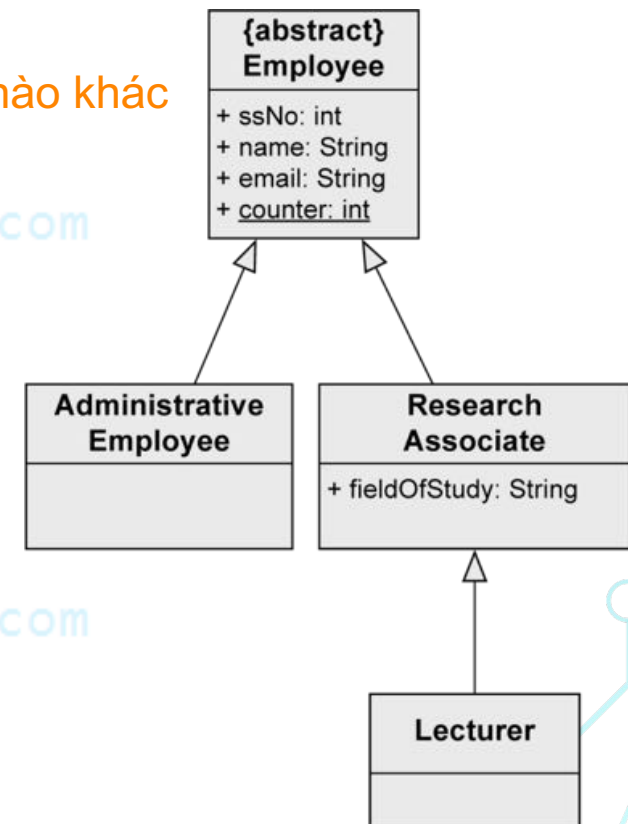 {abstract}
Employee
nào khác
+ ssNo: int
+ name: String
+ email: String
+ counter: int
com
Administrative
Employee
Research
Associate
+ fieldOfStudy: String
com
Lecturer